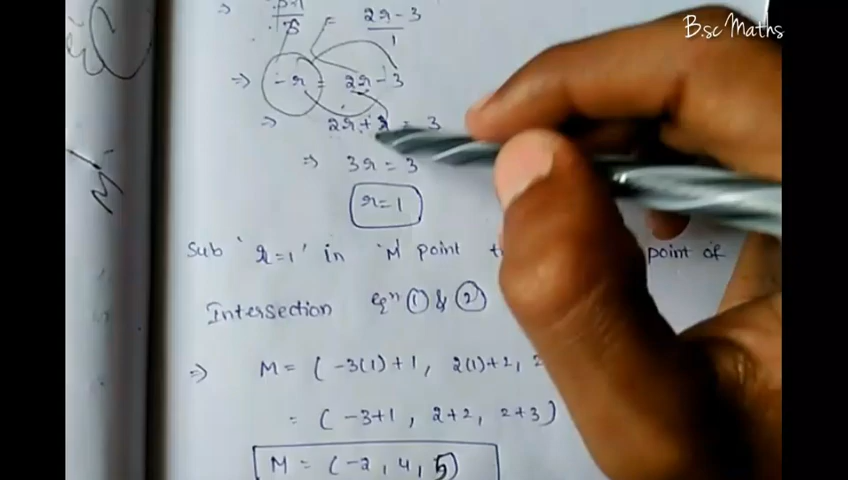 B.sc Maths
= 2r-3
1
⇒ -r = 2r-3
⇒ 2r+r = 3
⇒ 3r = 3
r=1
Sub 'r=1' in 'M' point point of
Intersection eqn ① & ②
⇒ M = ( -3(1)+1, 2(1)+2, 2
= ( -3+1, 2+2, 2+3)
M = (-2, 4, 5)